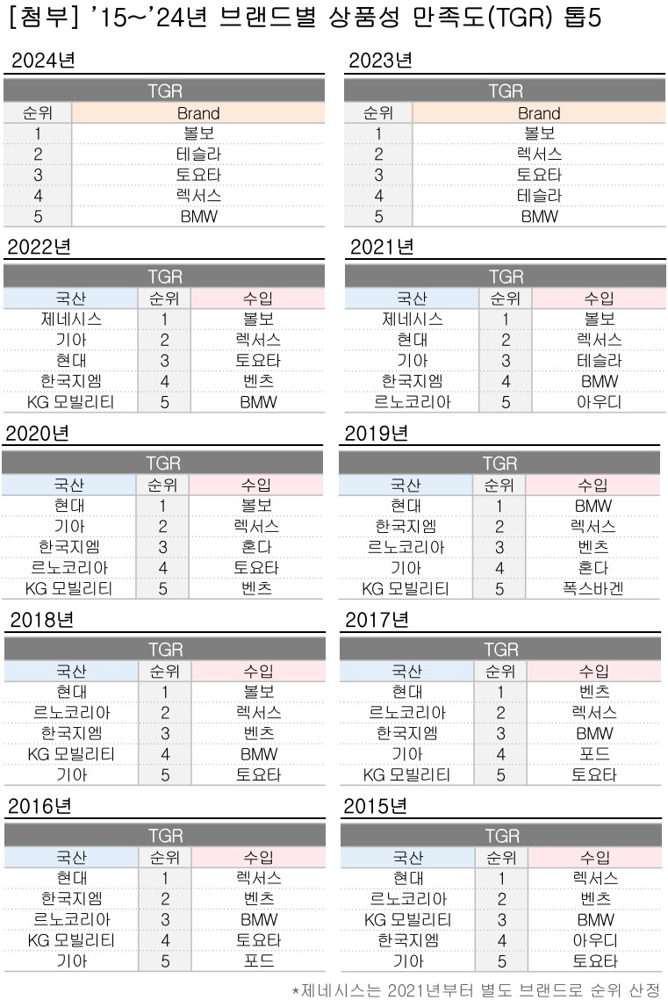 [첨부] ’15~’24년 브랜드별 상품성 만족도(TGR) 톱5
2024년
TGR
순위 Brand
1 볼보
2 테슬라
3 토요타
4 렉서스
5 BMW
2023년
TGR
순위 Brand
1 볼보
2 렉서스
3 토요타
4 테슬라
5 BMW
2022년
TGR
국산 순위 수입
제네시스 1 볼보
기아 2 렉서스
현대 3 토요타
한국지엠 4 벤츠
KG 모빌리티 5 BMW
2021년
TGR
국산 순위 수입
제네시스 1 볼보
현대 2 렉서스
기아 3 테슬라
한국지엠 4 BMW
르노코리아 5 아우디
2020년
TGR
국산 순위 수입
현대 1 볼보
기아 2 렉서스
한국지엠 3 혼다
르노코리아 4 토요타
KG 모빌리티 5 벤츠
2019년
TGR
국산 순위 수입
현대 1 BMW
한국지엠 2 렉서스
르노코리아 3 벤츠
기아 4 혼다
KG 모빌리티 5 폭스바겐
2018년
TGR
국산 순위 수입
현대 1 볼보
르노코리아 2 렉서스
한국지엠 3 벤츠
KG 모빌리티 4 BMW
기아 5 토요타
2017년
TGR
국산 순위 수입
현대 1 벤츠
르노코리아 2 렉서스
한국지엠 3 BMW
기아 4 포드
KG 모빌리티 5 토요타
2016년
TGR
국산 순위 수입
현대 1 렉서스
한국지엠 2 벤츠
르노코리아 3 BMW
KG 모빌리티 4 토요타
기아 5 포드
2015년
TGR
국산 순위 수입
현대 1 렉서스
르노코리아 2 벤츠
KG 모빌리티 3 BMW
한국지엠 4 아우디
기아 5 토요타
*제네시스는 2021년부터 별도 브랜드로 순위 산정